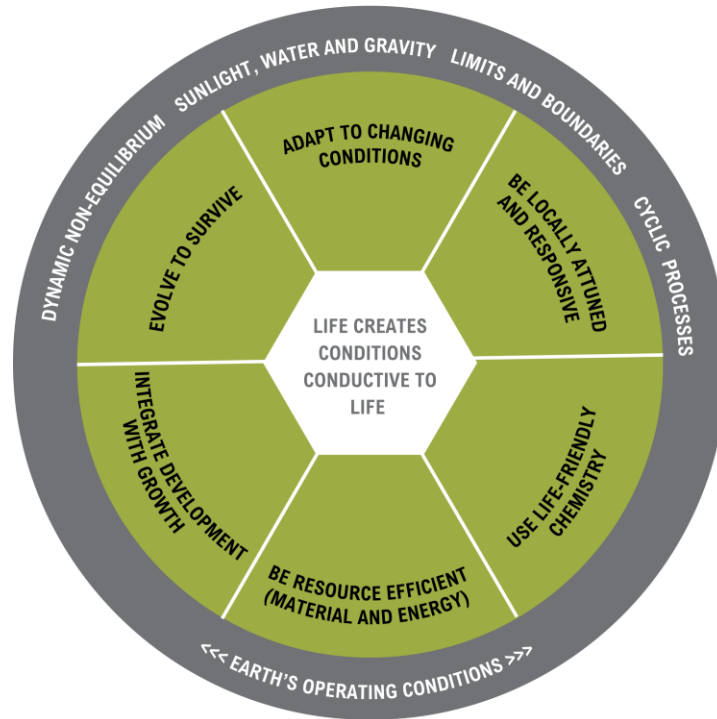 DYNAMIC NON-EQUILIBRIUM
SUNLIGHT, WATER AND GRAVITY
LIMITS AND BOUNDARIES
CYCLIC PROCESSES
ADAPT TO CHANGING
CONDITIONS
BE LOCALLY ATTUNED
AND RESPONSIVE
USE LIFE-FRIENDLY
CHEMISTRY
BE RESOURCE EFFICIENT
(MATERIAL AND ENERGY)
INTEGRATE DEVELOPMENT
WITH GROWTH
EVOLVE TO SURVIVE
LIFE CREATES
CONDITIONS
CONDUCTIVE TO
LIFE
<<< EARTH'S OPERATING CONDITIONS >>>